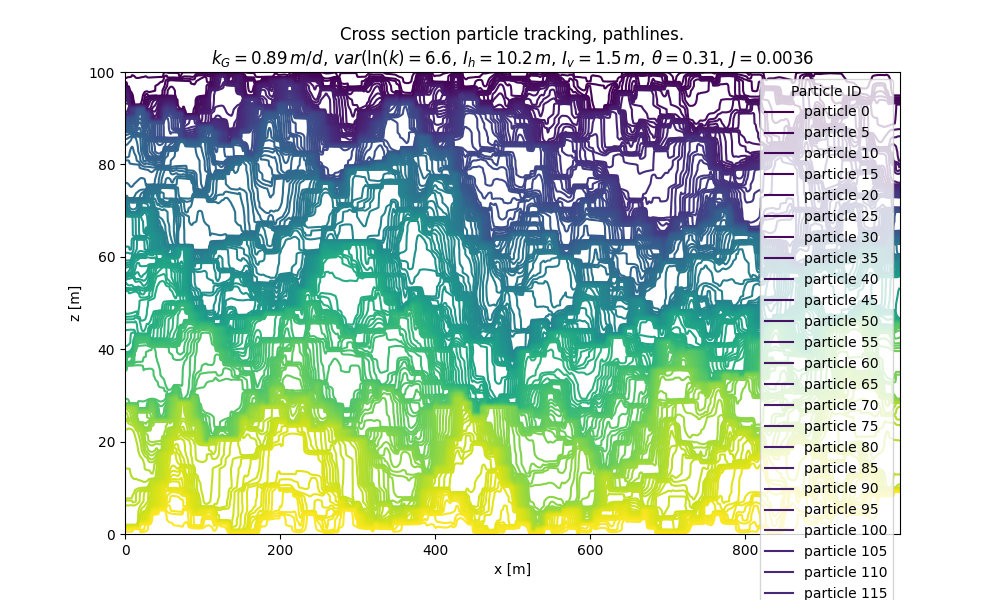 Cross section particle tracking, pathlines.
k_G = 0.89 m/d, var(ln(k) = 6.6, I_h = 10.2 m, I_v = 1.5 m, θ = 0.31, J = 0.0036
100
80
60
40
20
0
z [m]
0 200 400 600 800
x [m]
Particle ID
particle 0
particle 5
particle 10
particle 15
particle 20
particle 25
particle 30
particle 35
particle 40
particle 45
particle 50
particle 55
particle 60
particle 65
particle 70
particle 75
particle 80
particle 85
particle 90
particle 95
particle 100
particle 105
particle 110
particle 115